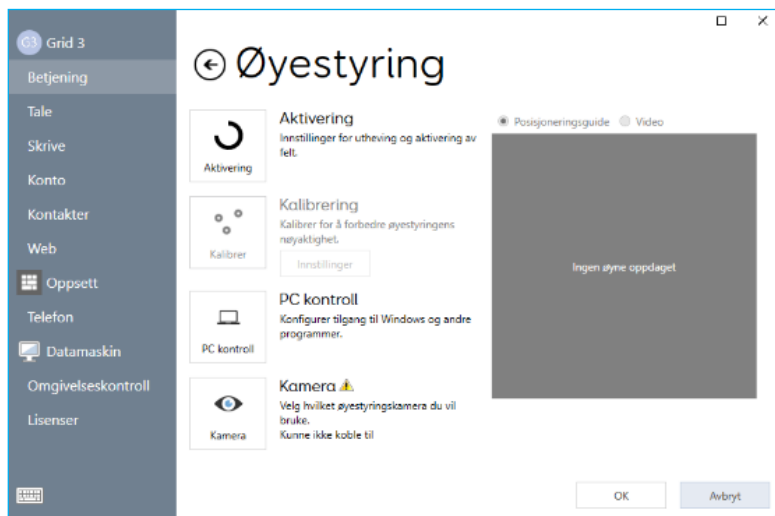 G3 Grid 3
Betjening
Tale
Skrive
Konto
Kontakter
Web
Oppsett
Telefon
Datamaskin
Omgivelseskontroll
Lisenser
Øyestyring
Aktivering
Aktivering
Innstillinger for utheving og aktivering av
felt.
Kalibrer
Kalibrering
Kalibrer for å forbedre øyestyringens
nøyaktighet.
Innstillinger
PC kontroll
PC kontroll
Konfigurer tilgang til Windows og andre
programmer.
Kamera
Kamera
Velg hvilket øyestyringskamera du vil
bruke.
Kunne ikke koble til
Posisjoneringsguide Video
Ingen øyne oppdaget
OK Avbryt